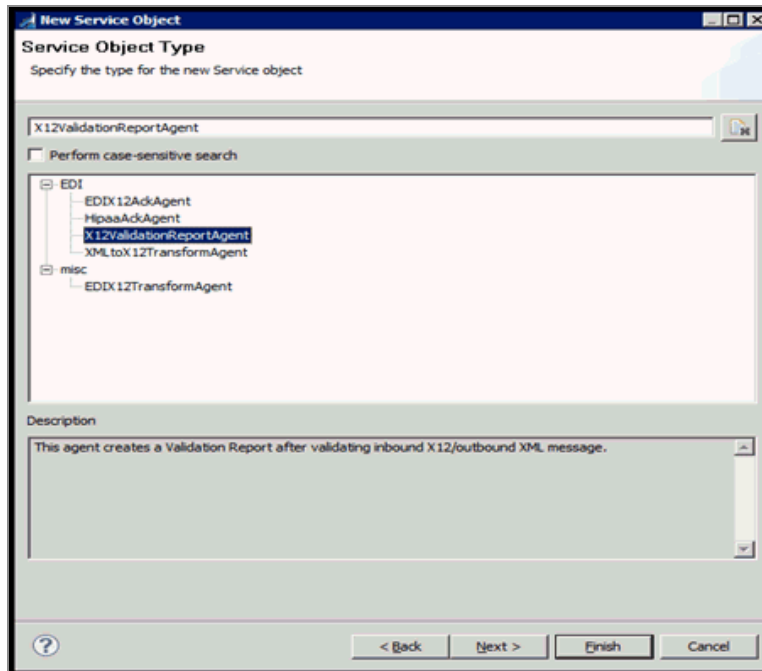 New Service Object
Service Object Type
Specify the type for the new Service object
X12ValidationReportAgent
Perform case-sensitive search
EDI
EDIX12AckAgent
HipaaAckAgent
X12ValidationReportAgent
XMLtoX12TransformAgent
misc
EDIX12TransformAgent
Description
This agent creates a Validation Report after validating inbound X12/outbound XML message.
? < Back Next > Finish Cancel